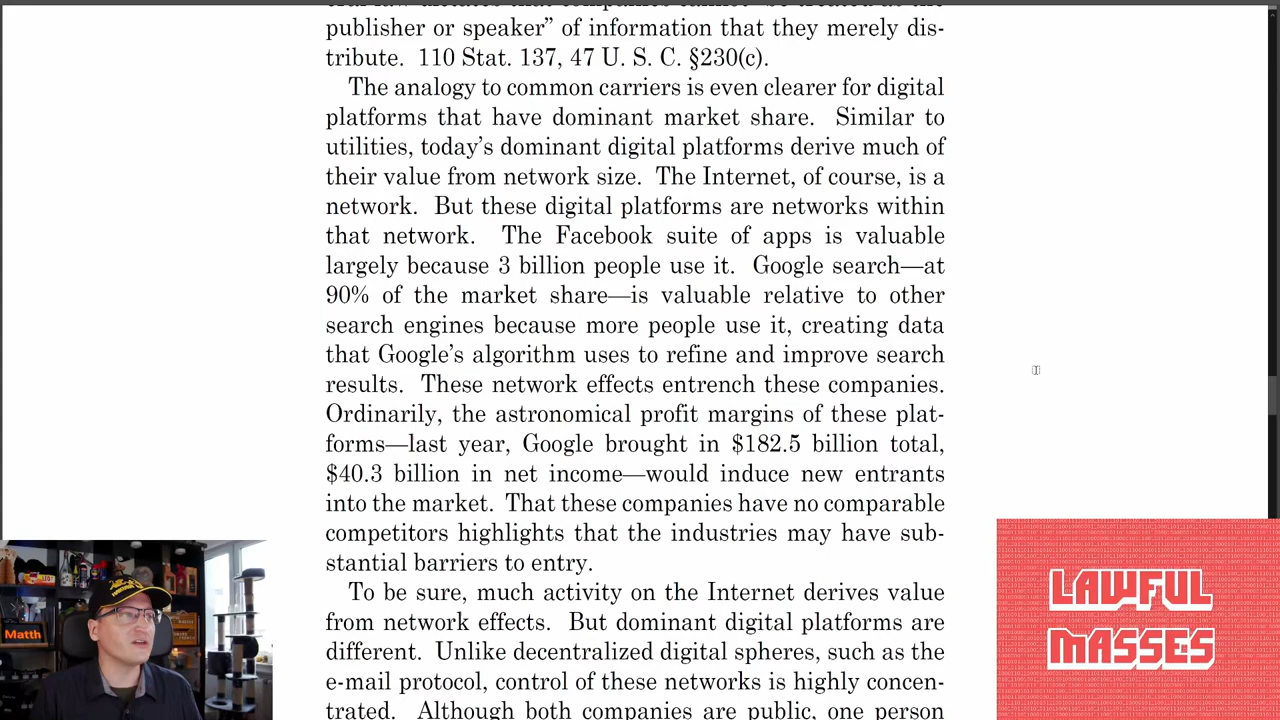 publisher or speaker” of information that they merely dis-
tribute. 110 Stat. 137, 47 U. S. C. §230(c).
The analogy to common carriers is even clearer for digital
platforms that have dominant market share. Similar to
utilities, today’s dominant digital platforms derive much of
their value from network size. The Internet, of course, is a
network. But these digital platforms are networks within
that network. The Facebook suite of apps is valuable
largely because 3 billion people use it. Google search—at
90% of the market share—is valuable relative to other
search engines because more people use it, creating data
that Google’s algorithm uses to refine and improve search
results. These network effects entrench these companies.
Ordinarily, the astronomical profit margins of these plat-
forms—last year, Google brought in $182.5 billion total,
$40.3 billion in net income—would induce new entrants
into the market. That these companies have no comparable
competitors highlights that the industries may have sub-
stantial barriers to entry.
To be sure, much activity on the Internet derives value
from network effects. But dominant digital platforms are
different. Unlike decentralized digital spheres, such as the
e-mail protocol, control of these networks is highly concen-
trated. Although both companies are public, one person
Matth
LAWFUL
MASSES